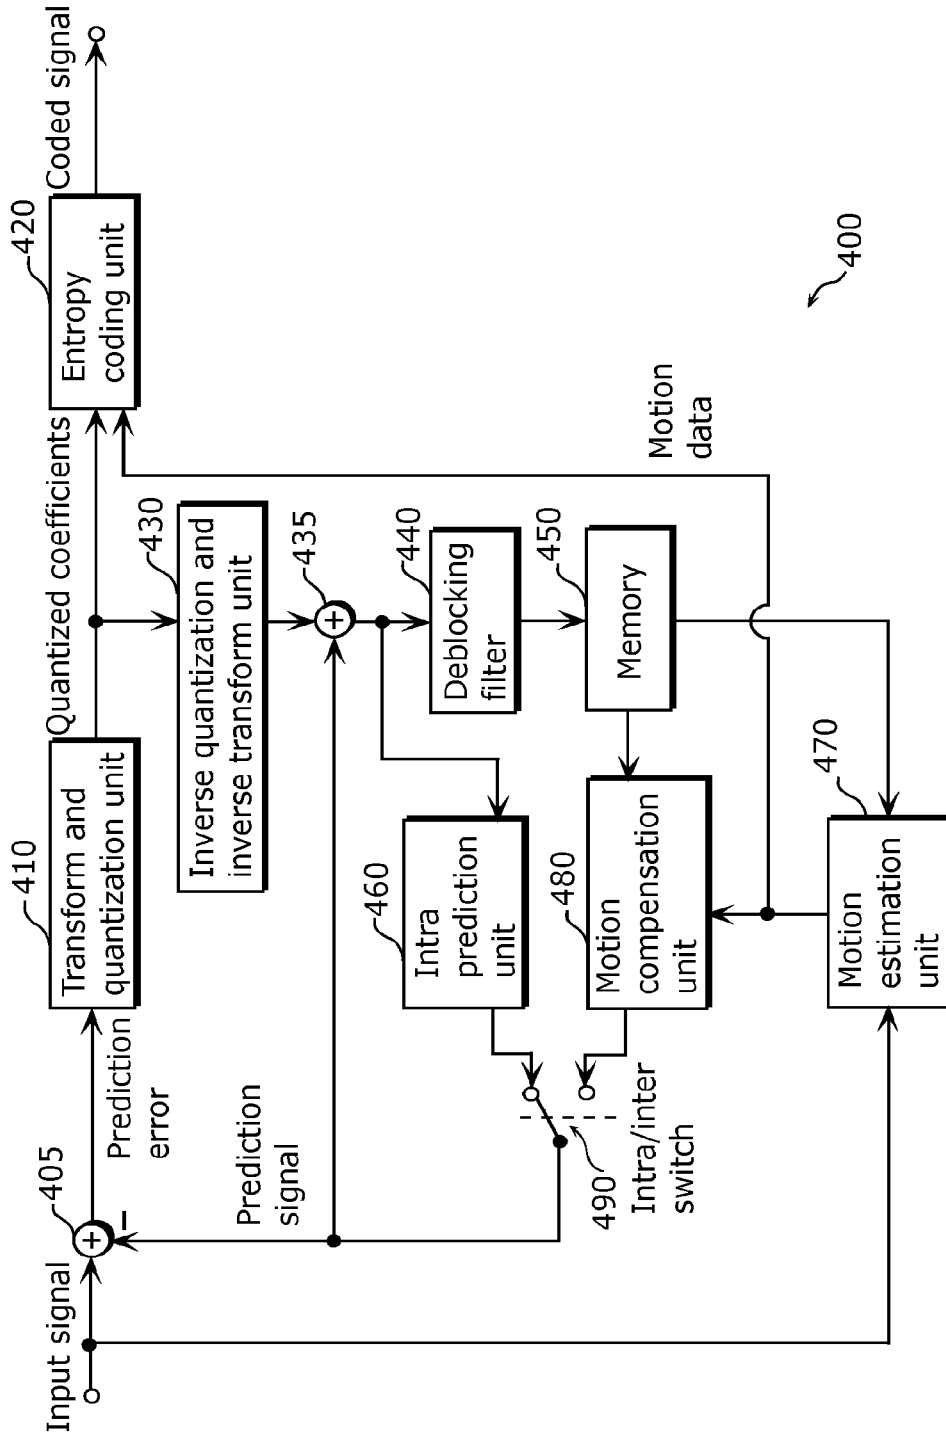 Input signal
405
+
−
Prediction
error
410
Transform and
quantization unit
Quantized coefficients
420
Entropy
coding unit
Coded signal
430
Inverse quantization and
inverse transform unit
435
+
Prediction
signal
440
Deblocking
filter
450
Memory
460
Intra
prediction
unit
480
Motion
compensation
unit
490
Intra/inter
switch
470
Motion
estimation
unit
Motion
data
400